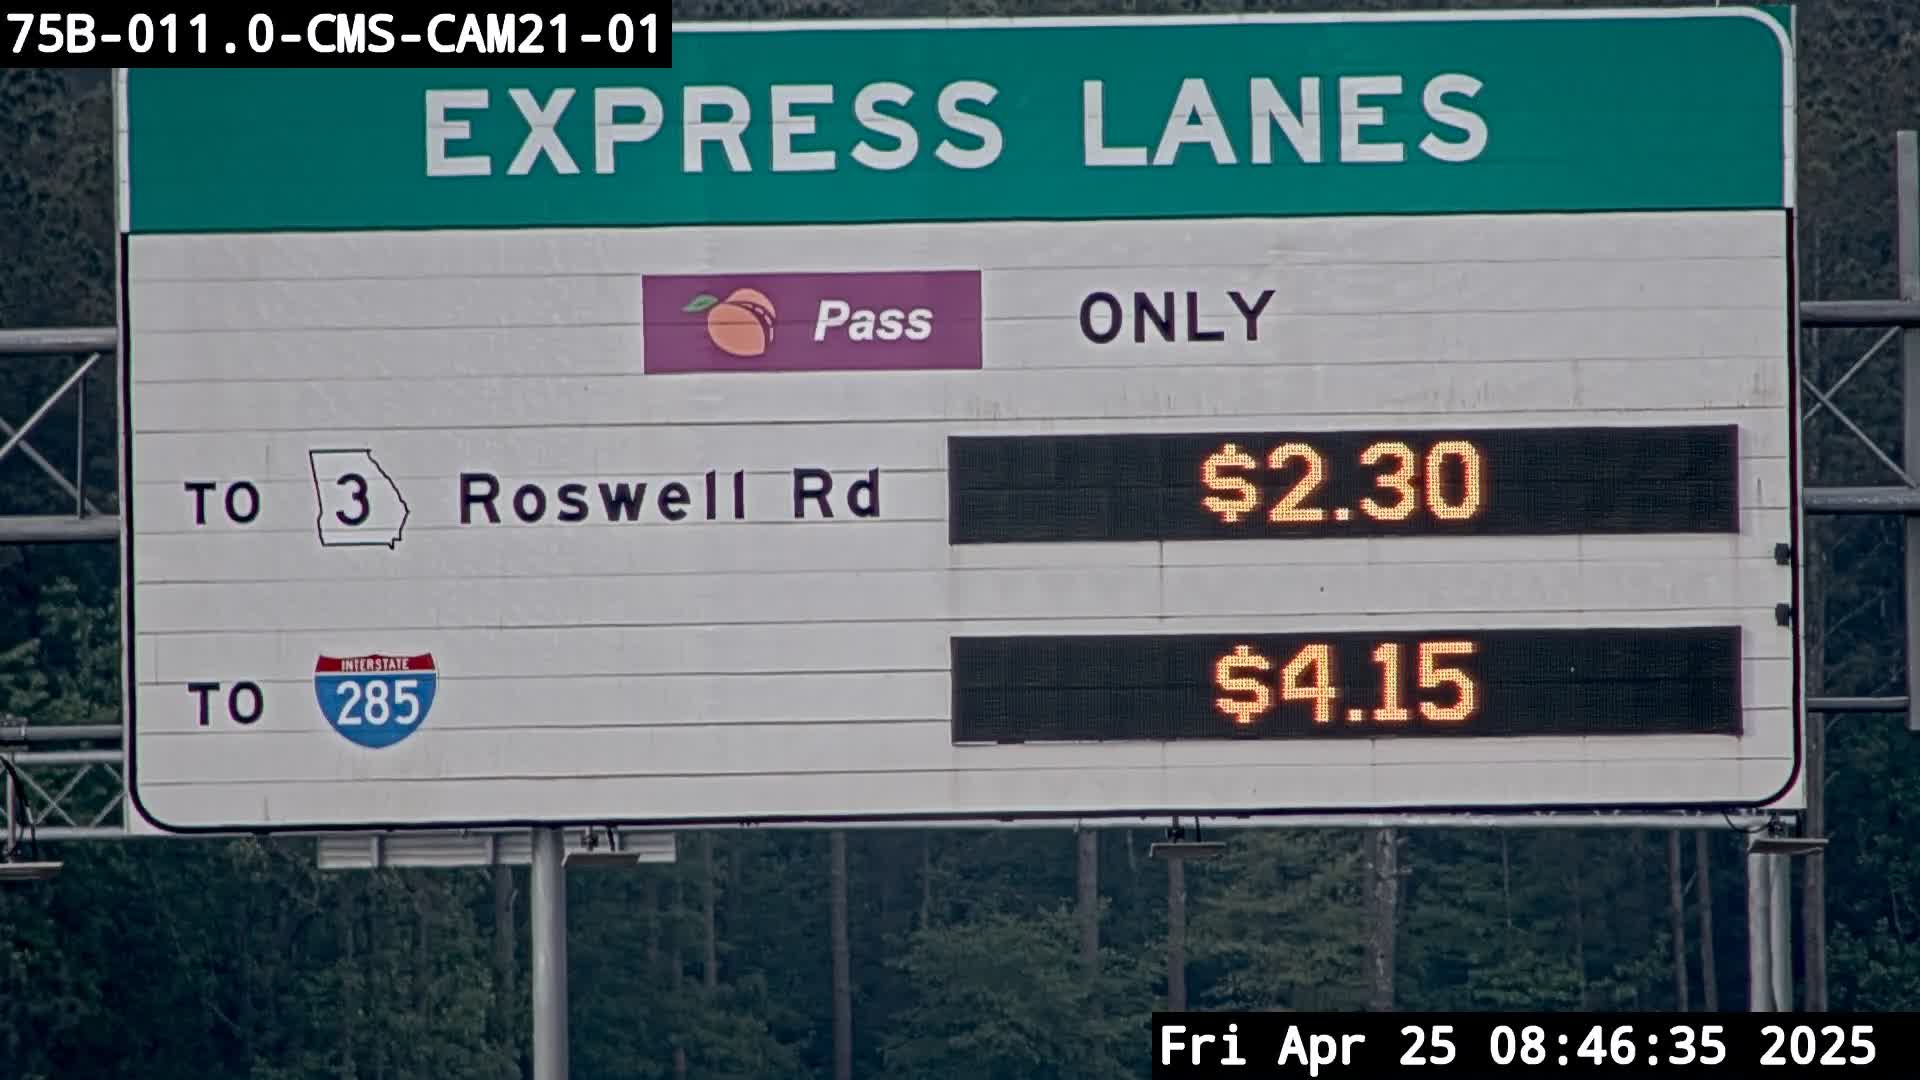 75B-011.0-CMS-CAM21-01
EXPRESS LANES
Pass ONLY
TO 3 Roswell Rd $2.30
TO INTERSTATE 285 $4.15
Fri Apr 25 08:46:35 2025